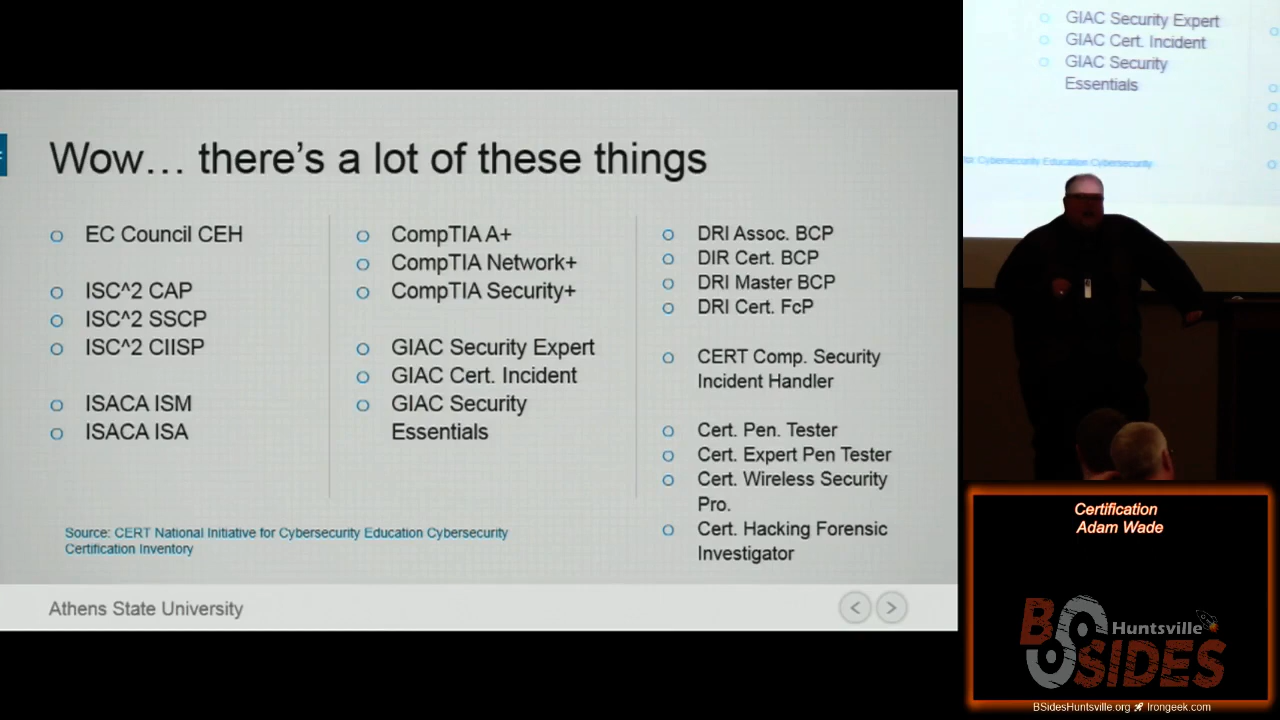 Wow... there's a lot of these things
EC Council CEH
ISC^2 CAP
ISC^2 SSCP
ISC^2 CIISP
ISACA ISM
ISACA ISA
CompTIA A+
CompTIA Network+
CompTIA Security+
GIAC Security Expert
GIAC Cert. Incident
GIAC Security
Essentials
DRI Assoc. BCP
DIR Cert. BCP
DRI Master BCP
DRI Cert. FcP
CERT Comp. Security
Incident Handler
Cert. Pen. Tester
Cert. Expert Pen Tester
Cert. Wireless Security
Pro.
Cert. Hacking Forensic
Investigator
Source: CERT National Initiative for Cybersecurity Education Cybersecurity
Certification Inventory
Athens State University
< >
GIAC Security Expert
GIAC Cert. Incident
GIAC Security
Essentials
for Cybersecurity Education Cybersecurity
Certification
Adam Wade
BSIDES
Huntsville
BSidesHuntsville.org Irongeek.com